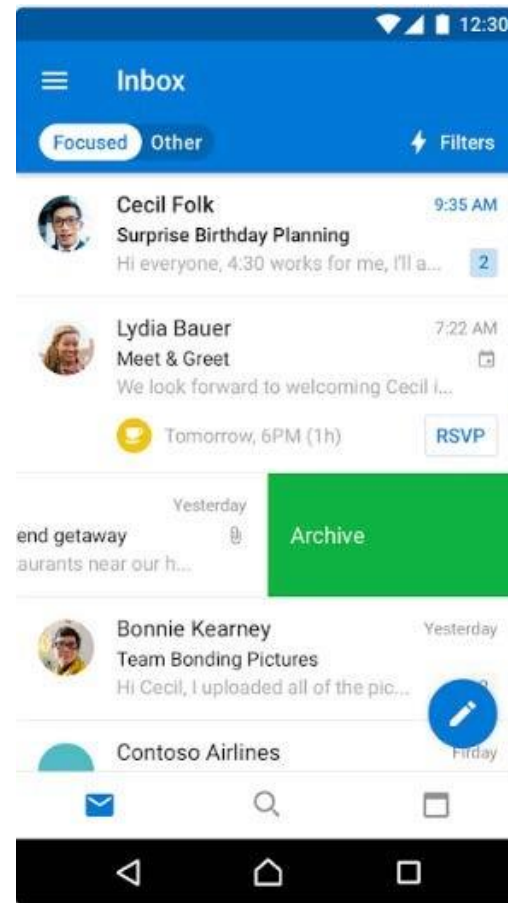 12:30
Inbox
Focused Other Filters
Cecil Folk 9:35 AM
Surprise Birthday Planning
Hi everyone, 4:30 works for me, I'll a... 2
Lydia Bauer 7:22 AM
Meet & Greet
We look forward to welcoming Cecil i...
Tomorrow, 6PM (1h) RSVP
Yesterday
end getaway
aurants near our h...
Archive
Bonnie Kearney Yesterday
Team Bonding Pictures
Hi Cecil, I uploaded all of the pic...
Contoso Airlines Firday